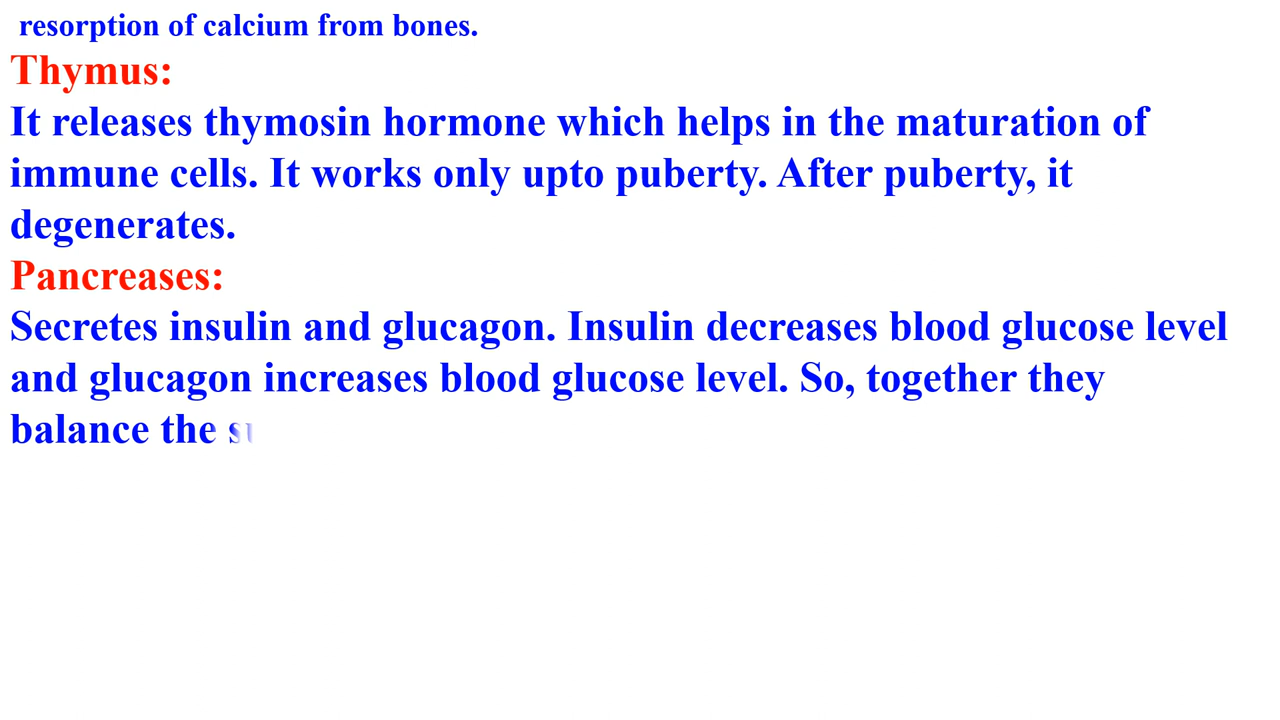 resorption of calcium from bones.
Thymus:
It releases thymosin hormone which helps in the maturation of
immune cells. It works only upto puberty. After puberty, it
degenerates.
Pancreases:
Secretes insulin and glucagon. Insulin decreases blood glucose level
and glucagon increases blood glucose level. So, together they
balance the